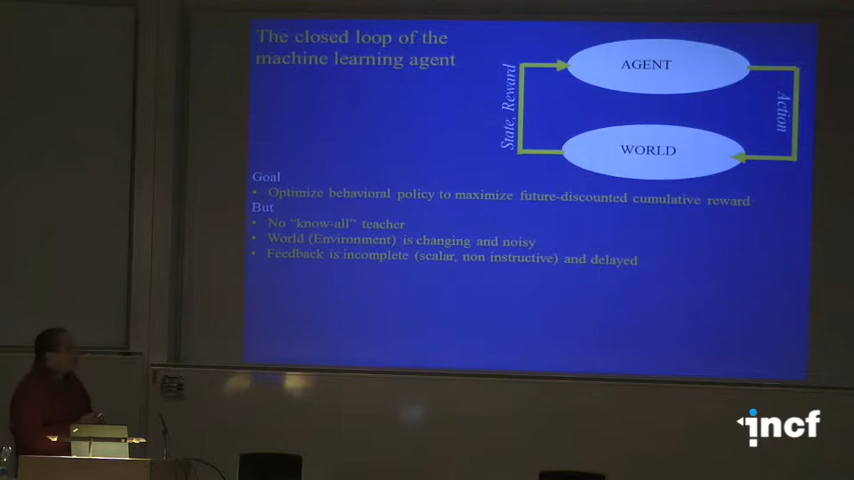 The closed loop of the
machine learning agent
AGENT
State, Reward
Action
WORLD
Goal
• Optimize behavioral policy to maximize future-discounted cumulative reward
But
• No "know-all" teacher
• World (Environment) is changing and noisy
• Feedback is incomplete (scalar, non instructive) and delayed
incf